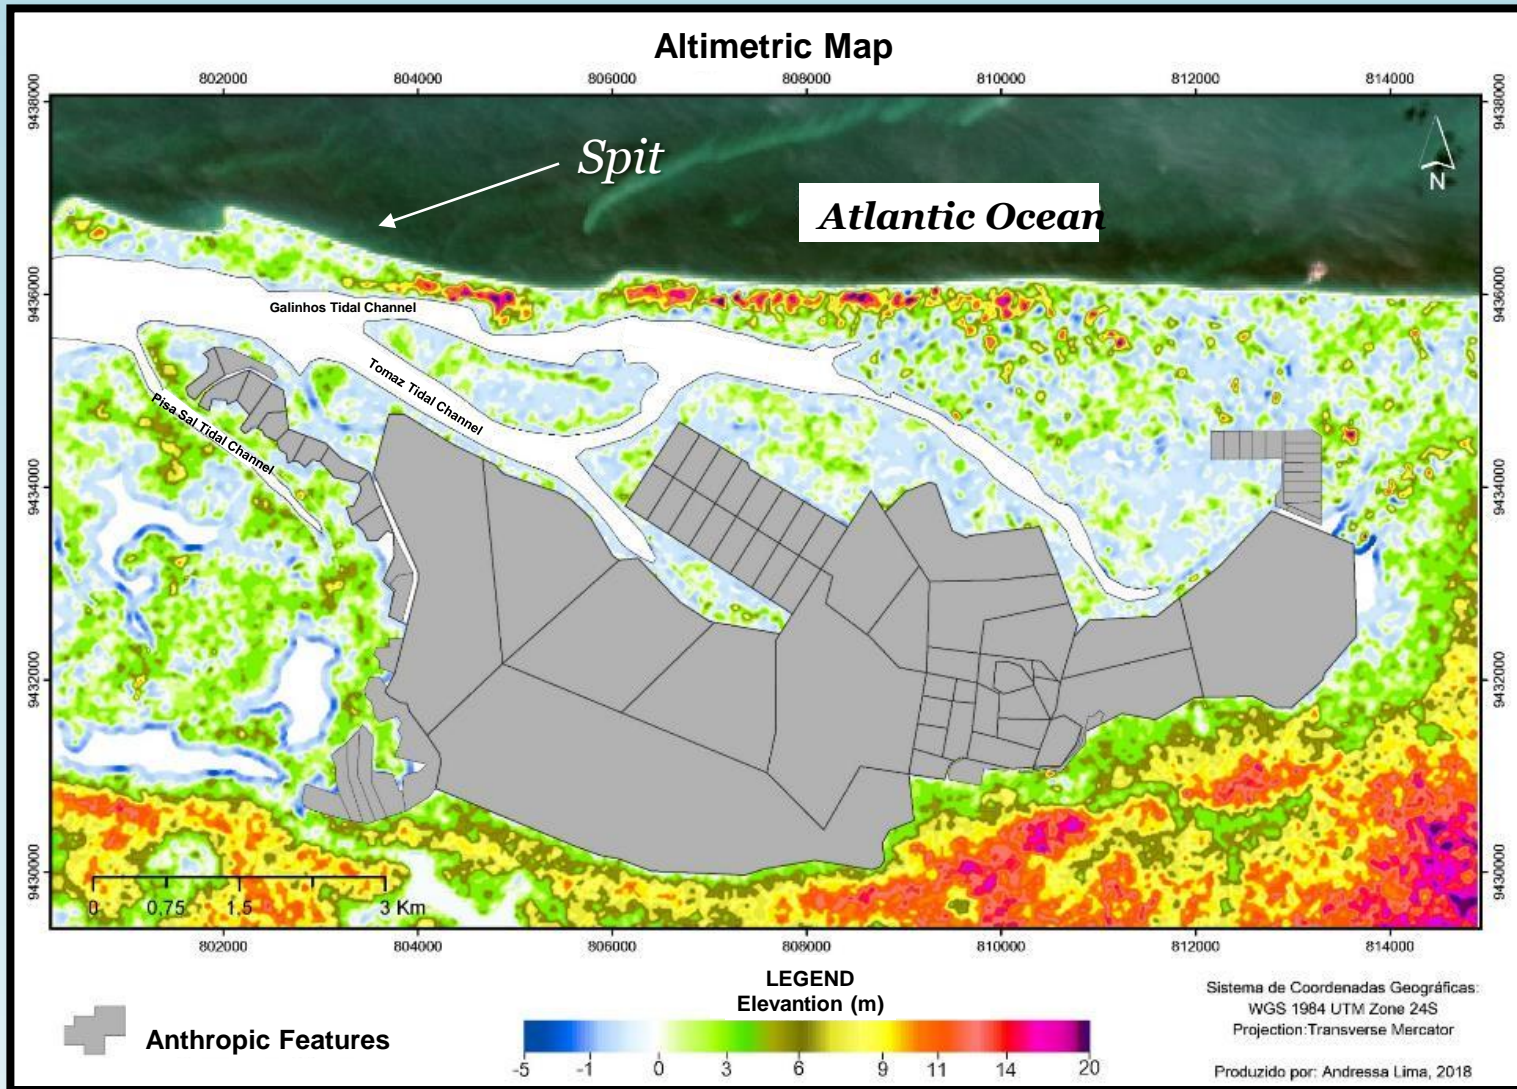 Altimetric Map
802000 804000 806000 808000 810000 812000 814000
9438000 9438000
Spit
N
Atlantic Ocean
9436000 9436000
Galinhos Tidal Channel
Tomaz Tidal Channel
Pisa Sal Tidal Channel
9434000 9434000
9432000 9432000
9430000 9430000
0 0.75 1.5 3 Km
802000 804000 806000 808000 810000 812000 814000
LEGEND
Elevantion (m)
Anthropic Features
-5 -1 0 3 6 9 11 14 20
Sistema de Coordenadas Geográficas:
WGS 1984 UTM Zone 24S
Projection:Transverse Mercator
Produzido por: Andressa Lima, 2018